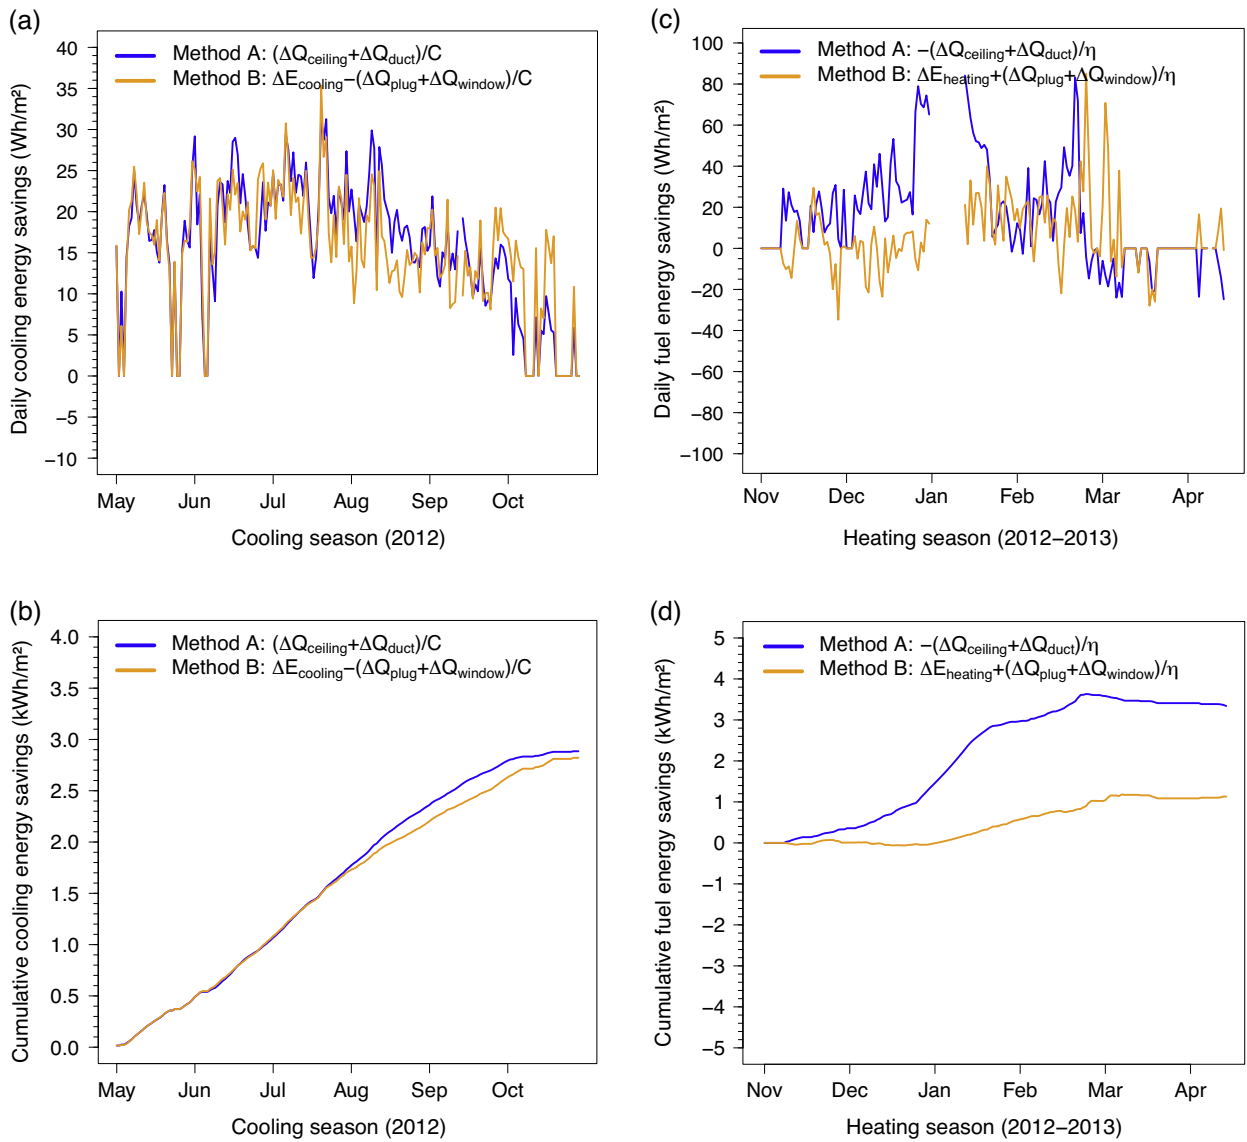 (a)
Method A: (ΔQceiling+ΔQduct)/C
Method B: ΔEcooling−(ΔQplug+ΔQwindow)/C
Daily cooling energy savings (Wh/m²)
40
35
30
25
20
15
10
5
0
−5
−10
May Jun Jul Aug Sep Oct
Cooling season (2012)
(c)
Method A: −(ΔQceiling+ΔQduct)/η
Method B: ΔEheating+(ΔQplug+ΔQwindow)/η
Daily fuel energy savings (Wh/m²)
100
80
60
40
20
0
−20
−40
−60
−80
−100
Nov Dec Jan Feb Mar Apr
Heating season (2012−2013)
(b)
Method A: (ΔQceiling+ΔQduct)/C
Method B: ΔEcooling−(ΔQplug+ΔQwindow)/C
Cumulative cooling energy savings (kWh/m²)
4.0
3.5
3.0
2.5
2.0
1.5
1.0
0.5
0.0
May Jun Jul Aug Sep Oct
Cooling season (2012)
(d)
Method A: −(ΔQceiling+ΔQduct)/η
Method B: ΔEheating+(ΔQplug+ΔQwindow)/η
Cumulative fuel energy savings (kWh/m²)
5
4
3
2
1
0
−1
−2
−3
−4
−5
Nov Dec Jan Feb Mar Apr
Heating season (2012−2013)